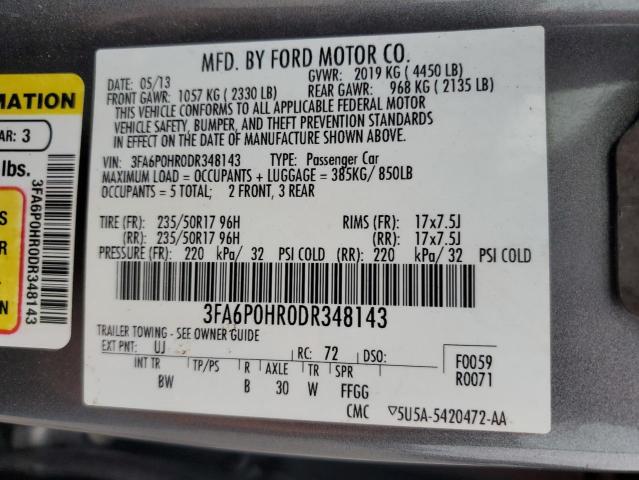 MFD. BY FORD MOTOR CO.
DATE: 05/13 GVWR: 2019 KG (4450 LB)
FRONT GAWR: 1057 KG (2330 LB) REAR GAWR: 968 KG (2135 LB)
THIS VEHICLE CONFORMS TO ALL APPLICABLE FEDERAL MOTOR
VEHICLE SAFETY, BUMPER, AND THEFT PREVENTION STANDARDS
IN EFFECT ON THE DATE OF MANUFACTURE SHOWN ABOVE.
VIN: 3FA6P0HR0DR348143 TYPE: Passenger Car
MAXIMUM LOAD = OCCUPANTS + LUGGAGE = 385KG/ 850LB
OCCUPANTS = 5 TOTAL; 2 FRONT, 3 REAR
TIRE (FR): 235/50R17 96H RIMS (FR): 17x7.5J
(RR): 235/50R17 96H (RR): 17x7.5J
PRESSURE (FR): 220 kPa/ 32 PSI COLD (RR): 220 kPa/ 32 PSI COLD
3FA6P0HR0DR348143
TRAILER TOWING - SEE OWNER GUIDE
EXT PNT: UJ RC: 72 DSO: F0059
INT TR TP/PS R AXLE TR SPR R0071
BW B 30 W FFGG
CMC ▽5U5A-5420472-AA
MATION
AR: 3
lbs.
S
R
.
N
3FA6P0HR0DR348143